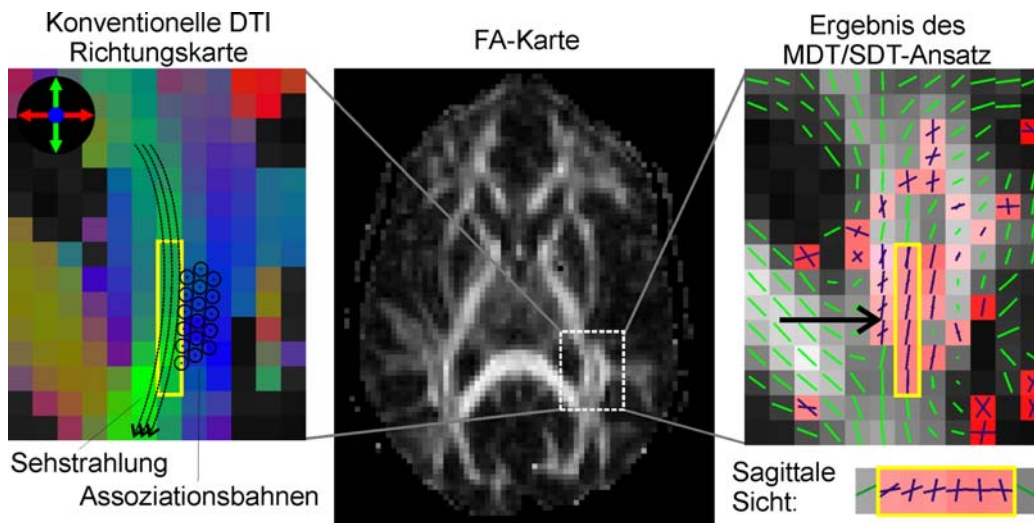 Konventionelle DTI
Richtungskarte
FA-Karte
Ergebnis des
MDT/SDT-Ansatz
Sehstrahlung
Assoziationsbahnen
Sagittale
Sicht: